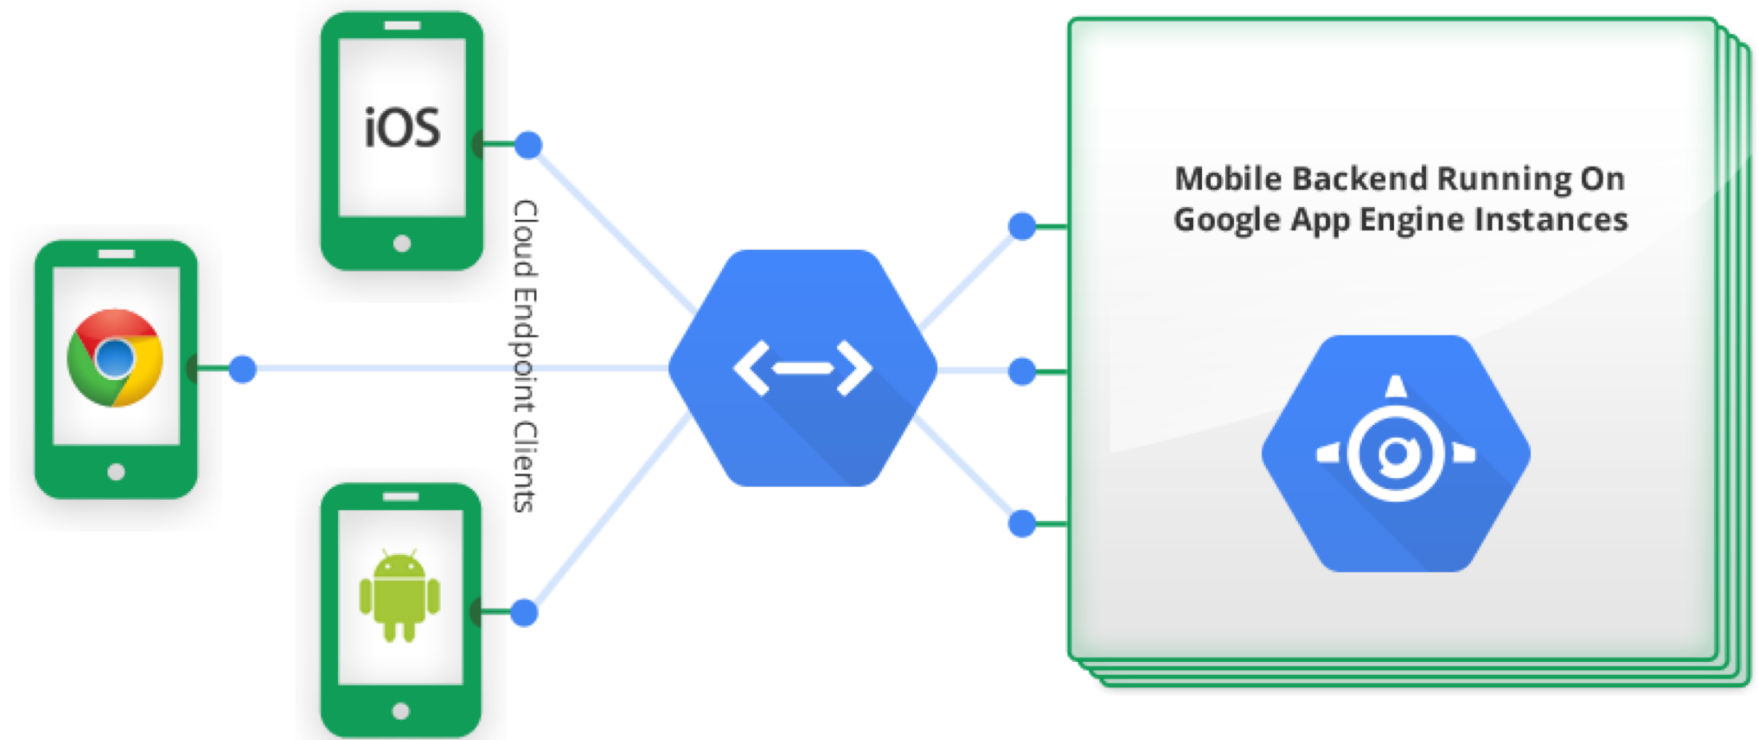 iOS
Cloud Endpoint Clients
Mobile Backend Running On
Google App Engine Instances